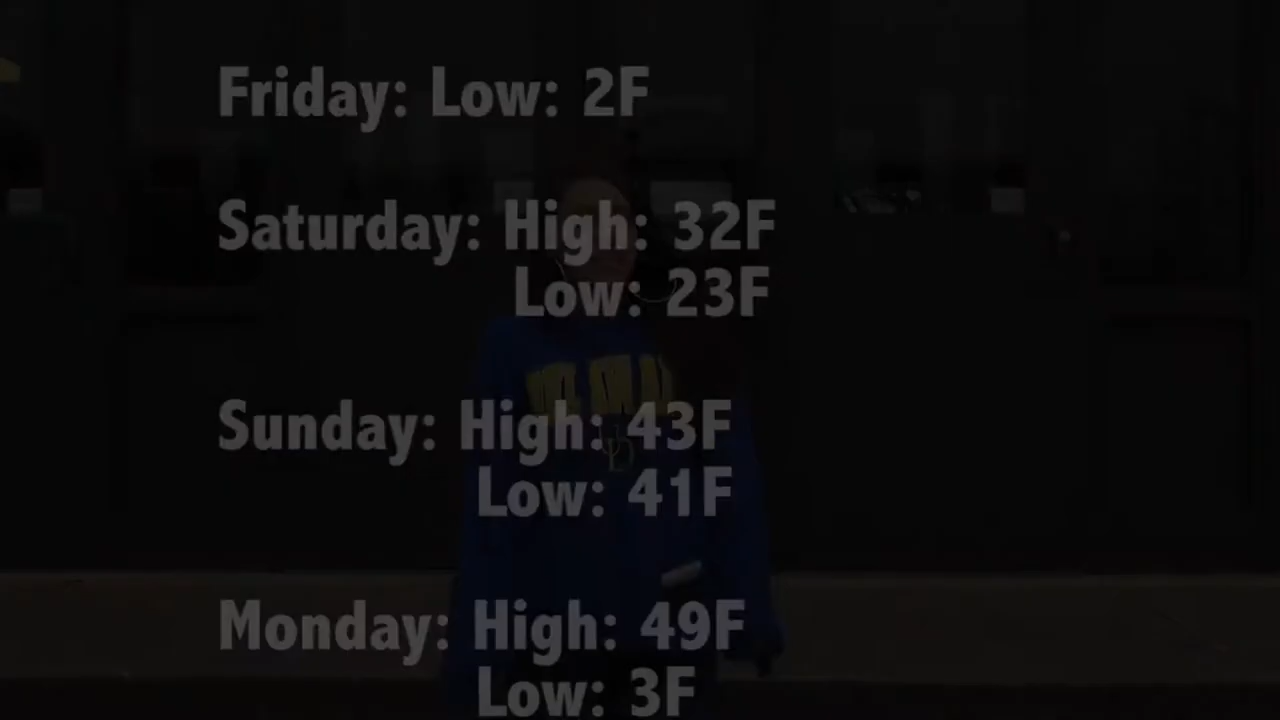 Friday: Low: 2F
Saturday: High: 32F
Low: 23F
Sunday: High: 43F
Low: 41F
Monday: High: 49F
Low: 3F